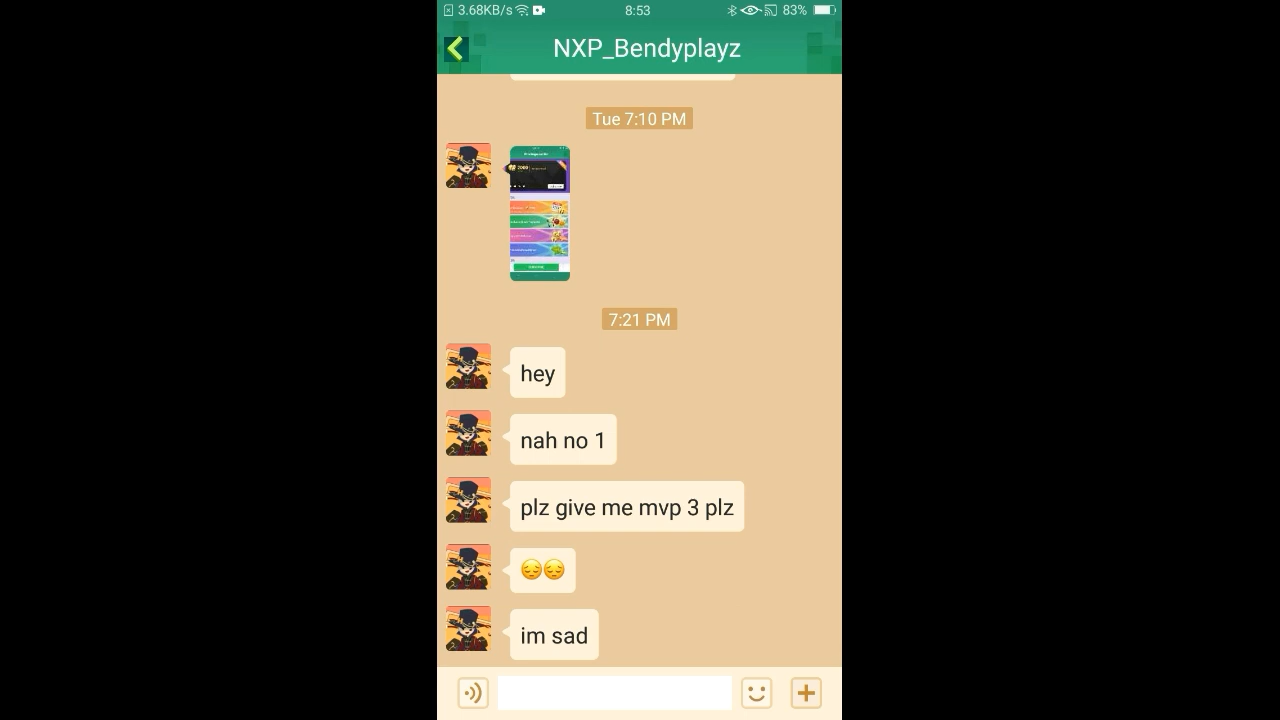 3.68KB/s
8:53
83%
NXP_Bendyplayz
Tue 7:10 PM
7:21 PM
hey
nah no 1
plz give me mvp 3 plz
😔😔
im sad